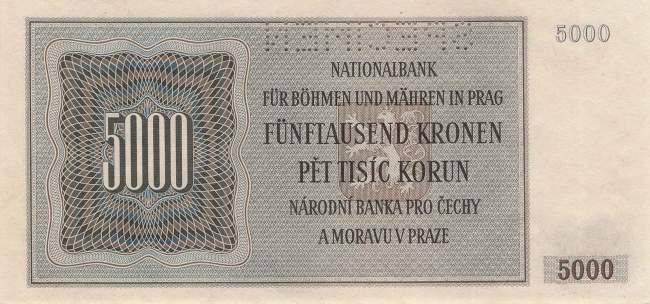 5000
NATIONALBANK
FÜR BÖHMEN UND MÄHREN IN PRAG
FÜNFTAUSEND KRONEN
5000
PĚT TISÍC KORUN
NÁRODNÍ BANKA PRO ČECHY
A MORAVU V PRAZE
5000